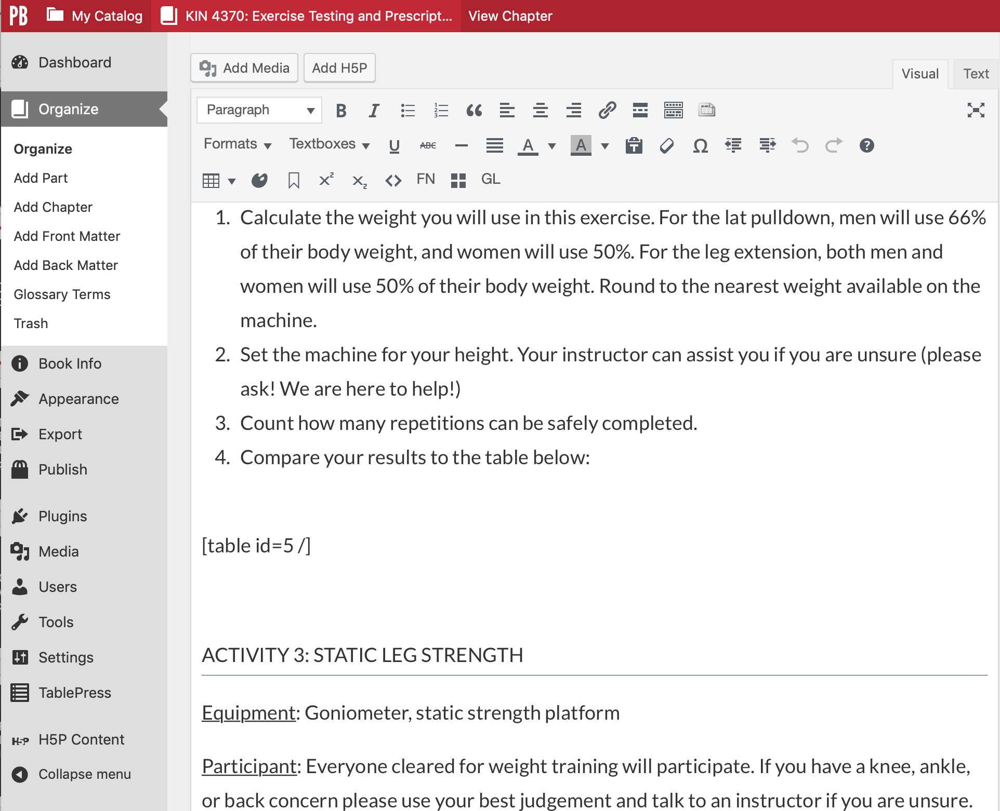 PB My Catalog KIN 4370: Exercise Testing and Prescript... View Chapter
Dashboard
Organize
Organize
Add Part
Add Chapter
Add Front Matter
Add Back Matter
Glossary Terms
Trash
Book Info
Appearance
Export
Publish
Plugins
Media
Users
Tools
Settings
TablePress
H5P H5P Content
Collapse menu
Add Media Add H5P
Visual Text
Paragraph B I
Formats Textboxes U ABC A A Ω ?
X² X₂ <> FN GL
1. Calculate the weight you will use in this exercise. For the lat pulldown, men will use 66%
of their body weight, and women will use 50%. For the leg extension, both men and
women will use 50% of their body weight. Round to the nearest weight available on the
machine.
2. Set the machine for your height. Your instructor can assist you if you are unsure (please
ask! We are here to help!)
3. Count how many repetitions can be safely completed.
4. Compare your results to the table below:
[table id=5 /]
ACTIVITY 3: STATIC LEG STRENGTH
Equipment: Goniometer, static strength platform
Participant: Everyone cleared for weight training will participate. If you have a knee, ankle,
or back concern please use your best judgement and talk to an instructor if you are unsure.